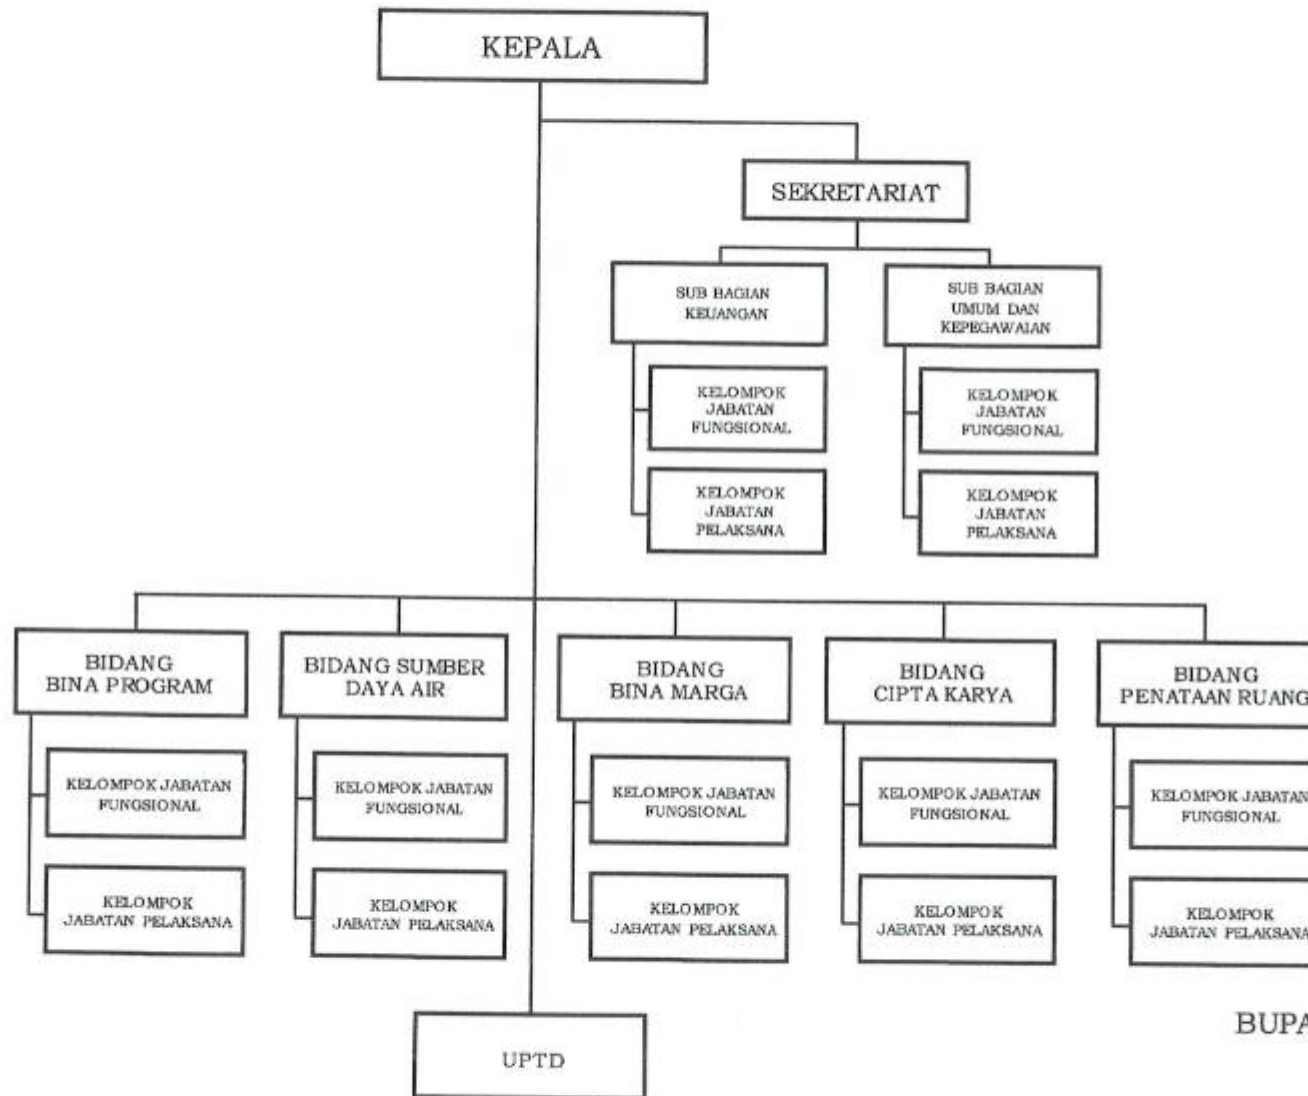 KEPALA
SEKRETARIAT
SUB BAGIAN
KEUANGAN
SUB BAGIAN
UMUM DAN
KEPEGAWAIAN
KELOMPOK
JABATAN
FUNGSIONAL
KELOMPOK
JABATAN
FUNGSIONAL
KELOMPOK
JABATAN
PELAKSANA
KELOMPOK
JABATAN
PELAKSANA
BIDANG
BINA PROGRAM
BIDANG SUMBER
DAYA AIR
BIDANG
BINA MARGA
BIDANG
CIPTA KARYA
BIDANG
PENATAAN RUANG
KELOMPOK JABATAN
FUNGSIONAL
KELOMPOK JABATAN
FUNGSIONAL
KELOMPOK JABATAN
FUNGSIONAL
KELOMPOK JABATAN
FUNGSIONAL
KELOMPOK JABATAN
FUNGSIONAL
KELOMPOK
JABATAN PELAKSANA
KELOMPOK
JABATAN PELAKSANA
KELOMPOK
JABATAN PELAKSANA
KELOMPOK
JABATAN PELAKSANA
KELOMPOK
JABATAN PELAKSANA
BUPA
UPTD